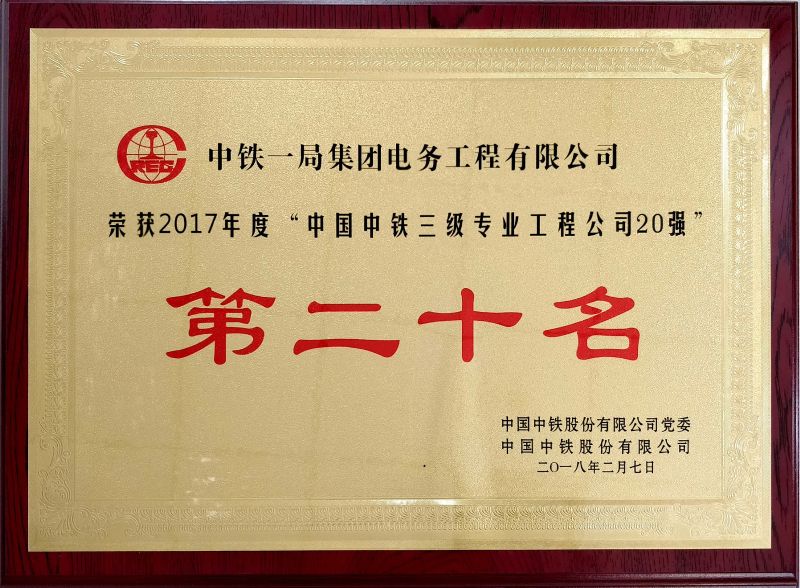 CREG 中铁一局集团电务工程有限公司
荣获2017年度“中国中铁三级专业工程公司20强”
第二十名
中国中铁股份有限公司党委
中国中铁股份有限公司
二〇一八年二月七日